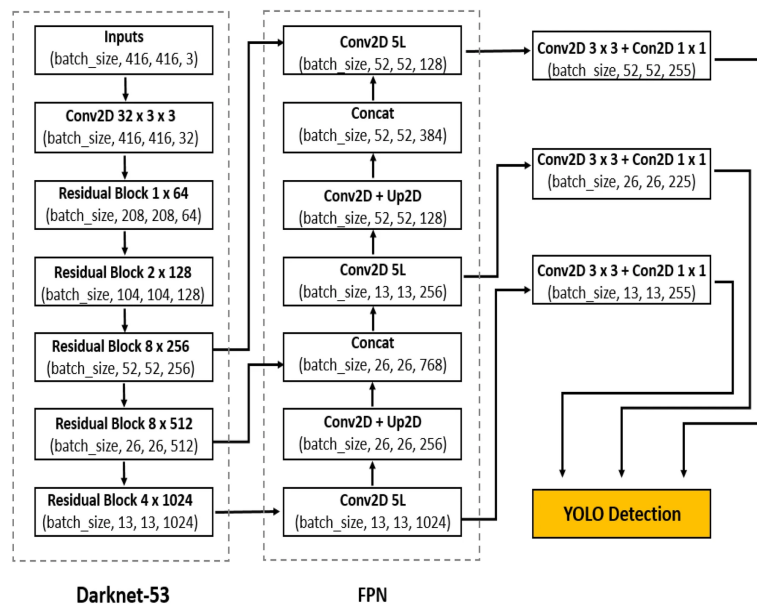 Inputs
(batch_size, 416, 416, 3)
Conv2D 32 x 3 x 3
(batch_size, 416, 416, 32)
Residual Block 1 x 64
(batch_size, 208, 208, 64)
Residual Block 2 x 128
(batch_size, 104, 104, 128)
Residual Block 8 x 256
(batch_size, 52, 52, 256)
Residual Block 8 x 512
(batch_size, 26, 26, 512)
Residual Block 4 x 1024
(batch_size, 13, 13, 1024)
Darknet-53
Conv2D 5L
(batch_size, 52, 52, 128)
Concat
(batch_size, 52, 52, 384)
Conv2D + Up2D
(batch_size, 52, 52, 128)
Conv2D 5L
(batch_size, 13, 13, 256)
Concat
(batch_size, 26, 26, 768)
Conv2D + Up2D
(batch_size, 26, 26, 256)
Conv2D 5L
(batch_size, 13, 13, 1024)
FPN
Conv2D 3 x 3 + Con2D 1 x 1
(batch_size, 52, 52, 255)
Conv2D 3 x 3 + Con2D 1 x 1
(batch_size, 26, 26, 225)
Conv2D 3 x 3 + Con2D 1 x 1
(batch_size, 13, 13, 255)
YOLO Detection